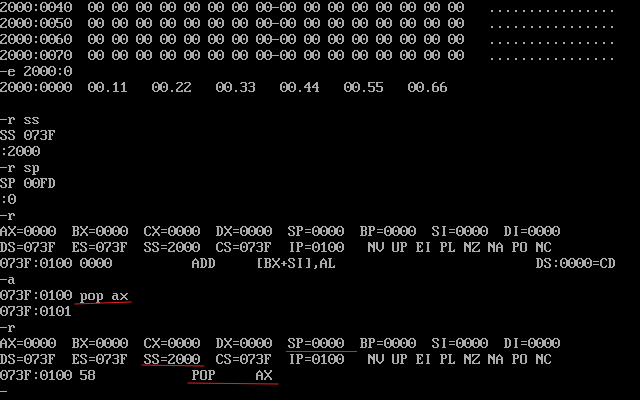 2000:0040  00 00 00 00 00 00 00 00-00 00 00 00 00 00 00 00   ................
2000:0050  00 00 00 00 00 00 00 00-00 00 00 00 00 00 00 00   ................
2000:0060  00 00 00 00 00 00 00 00-00 00 00 00 00 00 00 00   ................
2000:0070  00 00 00 00 00 00 00 00-00 00 00 00 00 00 00 00   ................
-e 2000:0
2000:0000  00.11   00.22   00.33   00.44   00.55   00.66
-r ss
SS 073F
:2000
-r sp
SP 00FD
:0
-r
AX=0000  BX=0000  CX=0000  DX=0000  SP=0000  BP=0000  SI=0000  DI=0000
DS=073F  ES=073F  SS=2000  CS=073F  IP=0100   NV UP EI PL NZ NA PO NC
073F:0100 0000          ADD     [BX+SI],AL                         DS:0000=CD
-a
073F:0100 pop ax
073F:0101
-r
AX=0000  BX=0000  CX=0000  DX=0000  SP=0000  BP=0000  SI=0000  DI=0000
DS=073F  ES=073F  SS=2000  CS=073F  IP=0100   NV UP EI PL NZ NA PO NC
073F:0100 58            POP     AX
-